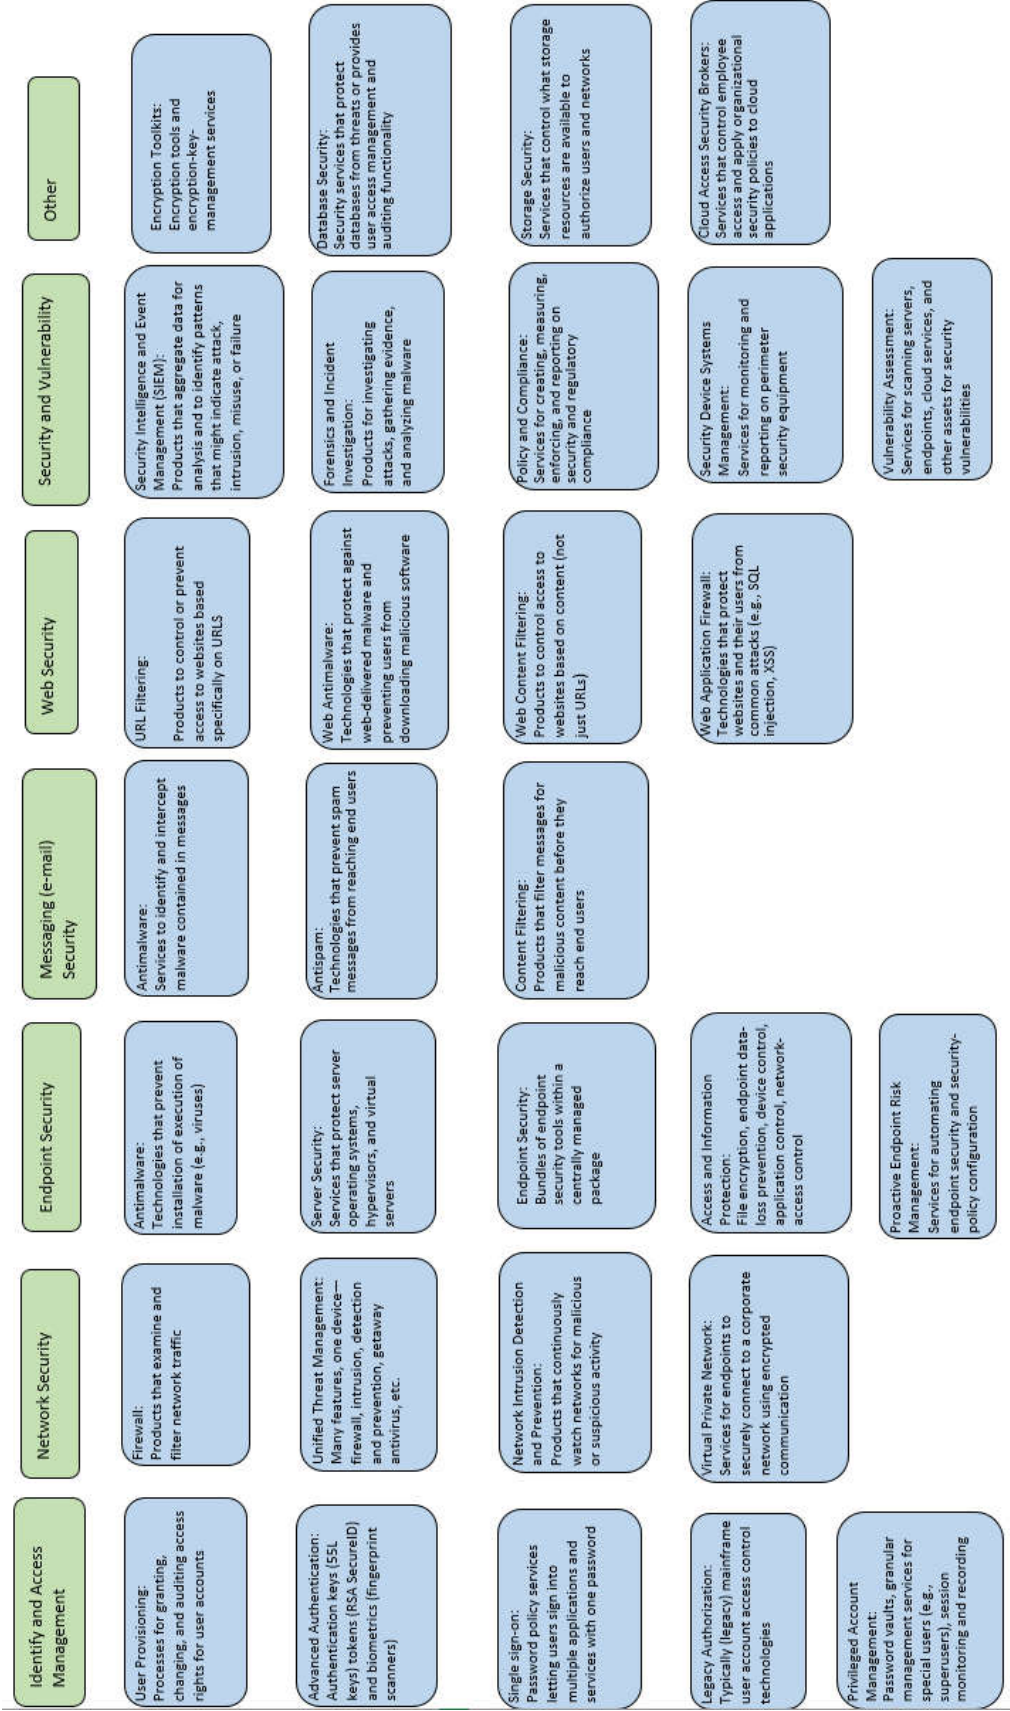 Identify and Access
Management
User Provisioning:
Processes for granting,
changing, and auditing access
rights for user accounts
Advanced Authentication:
Authentication keys (SSL
keys) tokens (RSA SecureID)
and biometrics (fingerprint
scanners)
Single sign-on:
Password policy services
letting users sign into
multiple applications and
services with one password
Legacy Authorization:
Typically (legacy) mainframe
user account access control
technologies
Privileged Account
Management:
Password vaults, granular
management services for
special users (e.g.,
superusers), session
monitoring and recording
Network Security
Firewall:
Products that examine and
filter network traffic
Unified Threat Management:
Many features, one device—
firewall, intrusion, detection
and prevention, getaway
antivirus, etc.
Network Intrusion Detection
and Prevention:
Products that continuously
watch networks for malicious
or suspicious activity
Virtual Private Network:
Services for endpoints to
securely connect to a corporate
network using encrypted
communication
Endpoint Security
Antimalware:
Technologies that prevent
installation of execution of
malware (e.g., viruses)
Server Security:
Services that protect server
operating systems,
hypervisors, and virtual
servers
Endpoint Security:
Bundles of endpoint
security tools within a
centrally managed
package
Access and Information
Protection:
File encryption, endpoint data-
loss prevention, device control,
application control, network-
access control
Proactive Endpoint Risk
Management:
Services for automating
endpoint security and security-
policy configuration
Messaging (e-mail)
Security
Antimalware:
Services to identify and intercept
malware contained in messages
Antispam:
Technologies that prevent spam
messages from reaching end users
Content Filtering:
Products that filter messages for
malicious content before they
reach end users
Web Security
URL Filtering:
Products to control or prevent
access to websites based
specifically on URLS
Web Antimalware:
Technologies that protect against
web-delivered malware and
preventing users from
downloading malicious software
Web Content Filtering:
Products to control access to
websites based on content (not
just URLs)
Web Application Firewall:
Technologies that protect
websites and their users from
common attacks (e.g., SQL
injection, XSS)
Security and Vulnerability
Security Intelligence and Event
Management (SIEM):
Products that aggregate data for
analysis and to identify patterns
that might indicate attack,
intrusion, misuse, or failure
Forensics and Incident
Investigation:
Products for investigating
attacks, gathering evidence,
and analyzing malware
Policy and Compliance:
Services for creating, measuring,
enforcing, and reporting on
security and regulatory
compliance
Security Device Systems
Management:
Services for monitoring and
reporting on perimeter
security equipment
Vulnerability Assessment:
Services for scanning servers,
endpoints, cloud services, and
other assets for security
vulnerabilities
Other
Encryption Toolkits:
Encryption tools and
encryption-key-
management services
Database Security:
Security services that protect
databases from threats or provides
user access management and
auditing functionality
Storage Security:
Services that control what storage
resources are available to
authorize users and networks
Cloud Access Security Brokers:
Services that control employee
access and apply organizational
security policies to cloud
applications